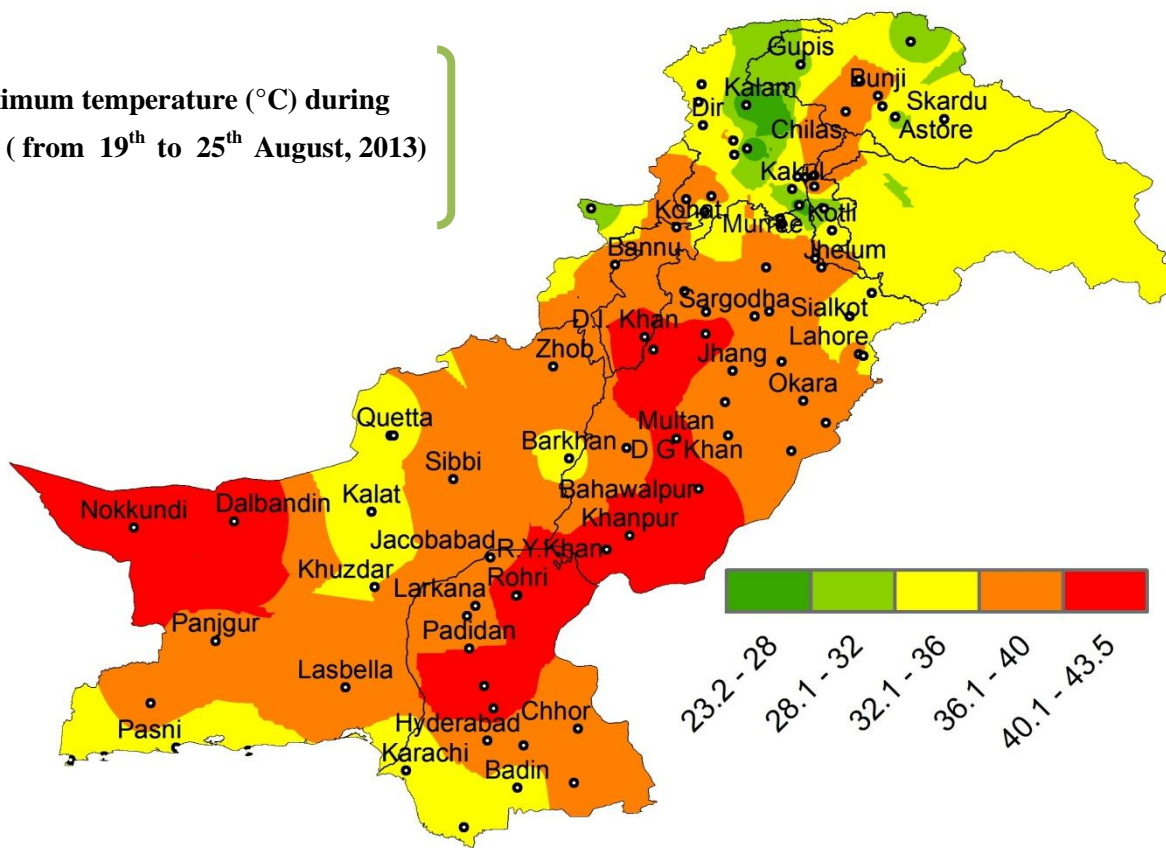 ximum temperature (°C) during
( from 19th to 25th August, 2013)
Gupis
Bunji
Kalam
Skardu
Dir
Astore
Chilas
Kakul
Kohat
Kotli
Murree
Bannu
Jhelum
Sargodha
Sialkot
D.I. Khan
Lahore
Zhob
Jhang
Okara
Quetta
Multan
Barkhan
D G Khan
Sibbi
Bahawalpur
Kalat
Nokkundi
Dalbandin
Khanpur
Jacobabad
R.Y.Khan
Khuzdar
Rohri
Larkana
Panjgur
Padidan
Lasbella
Chhor
Hyderabad
Pasni
Karachi
Badin
23.2 - 28
28.1 - 32
32.1 - 36
36.1 - 40
40.1 - 43.5